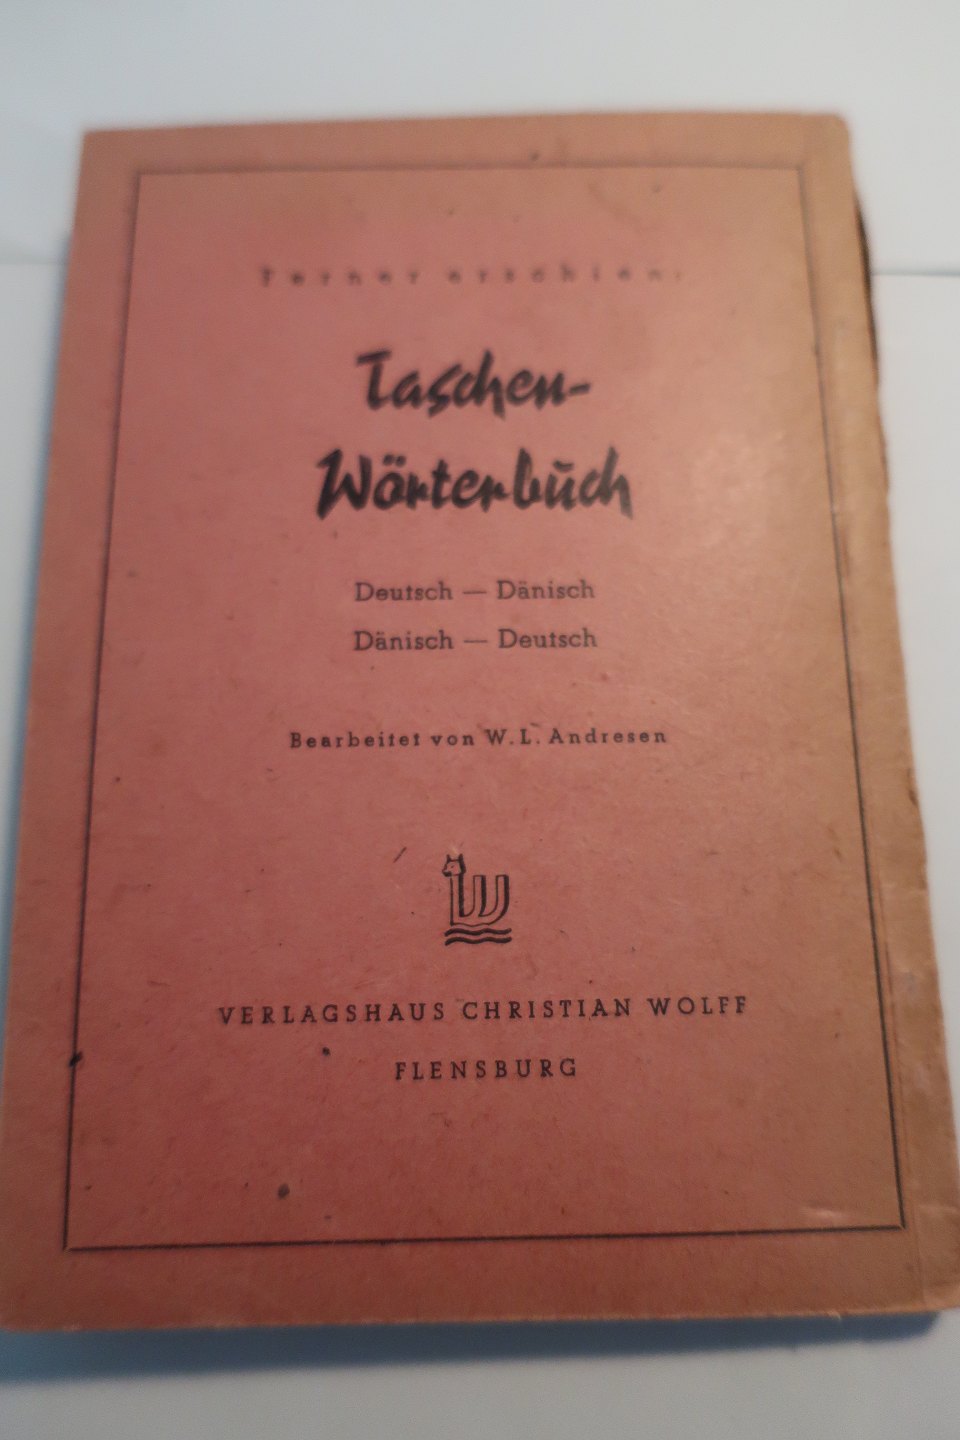 Ferner erschien:
Taschen-
Wörterbuch
Deutsch — Dänisch
Dänisch — Deutsch
Bearbeitet von W. L. Andresen
W
VERLAGSHAUS CHRISTIAN WOLFF
FLENSBURG